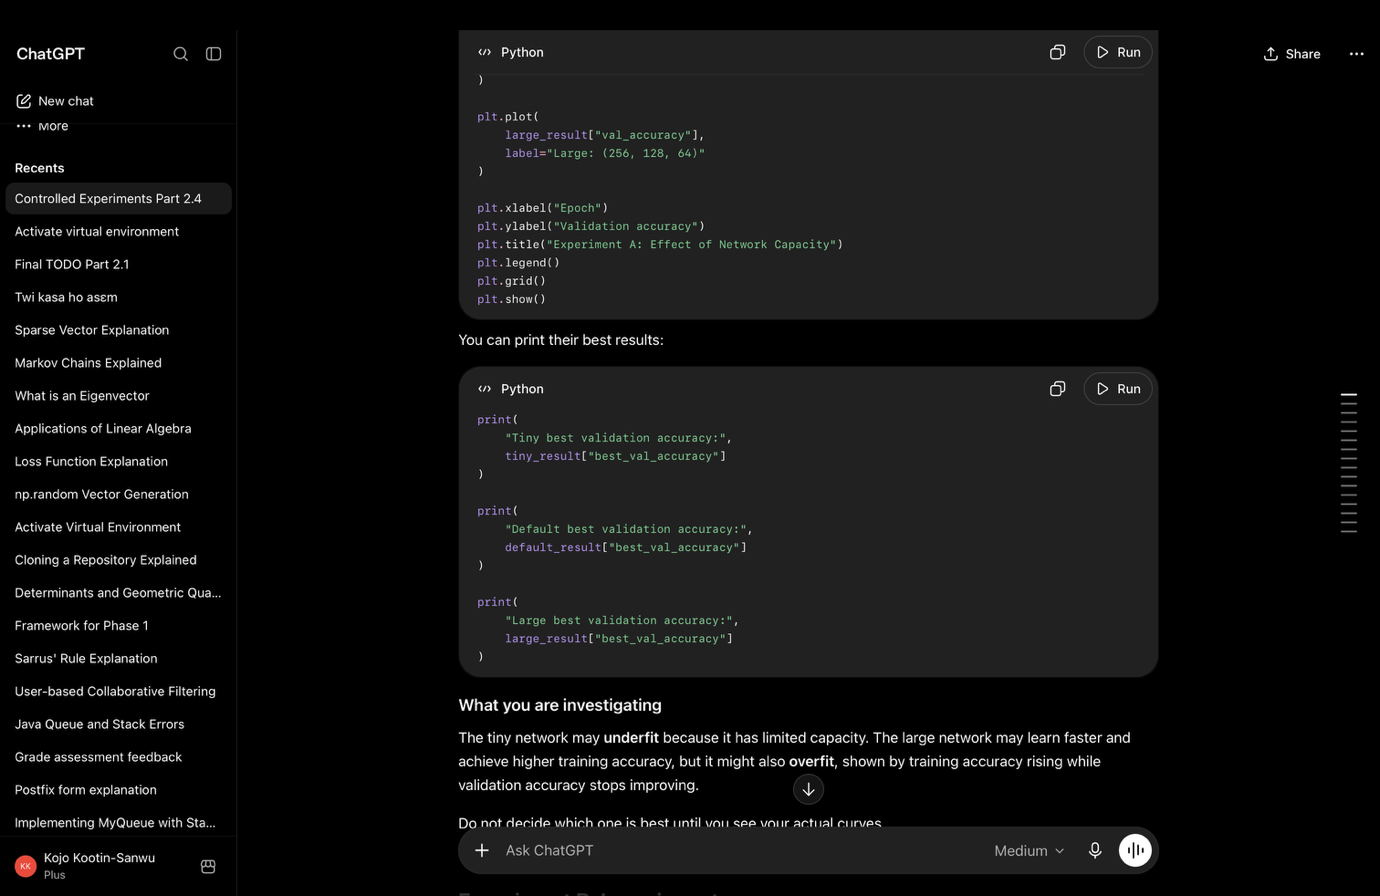 ChatGPT
New chat
More
Recents
Controlled Experiments Part 2.4
Activate virtual environment
Final TODO Part 2.1
Twi kasa ho asɛm
Sparse Vector Explanation
Markov Chains Explained
What is an Eigenvector
Applications of Linear Algebra
Loss Function Explanation
np.random Vector Generation
Activate Virtual Environment
Cloning a Repository Explained
Determinants and Geometric Qua...
Framework for Phase 1
Sarrus' Rule Explanation
User-based Collaborative Filtering
Java Queue and Stack Errors
Grade assessment feedback
Postfix form explanation
Implementing MyQueue with Sta...
KK
Kojo Kootin-Sanwu
Plus
Python
Run
)
plt.plot(
    large_result["val_accuracy"],
    label="Large: (256, 128, 64)"
)
plt.xlabel("Epoch")
plt.ylabel("Validation accuracy")
plt.title("Experiment A: Effect of Network Capacity")
plt.legend()
plt.grid()
plt.show()
You can print their best results:
Python
Run
print(
    "Tiny best validation accuracy:",
    tiny_result["best_val_accuracy"]
)
print(
    "Default best validation accuracy:",
    default_result["best_val_accuracy"]
)
print(
    "Large best validation accuracy:",
    large_result["best_val_accuracy"]
)
What you are investigating
The tiny network may underfit because it has limited capacity. The large network may learn faster and
achieve higher training accuracy, but it might also overfit, shown by training accuracy rising while
validation accuracy stops improving.
Do not decide which one is best until you see your actual curves.
Ask ChatGPT
Medium
Share